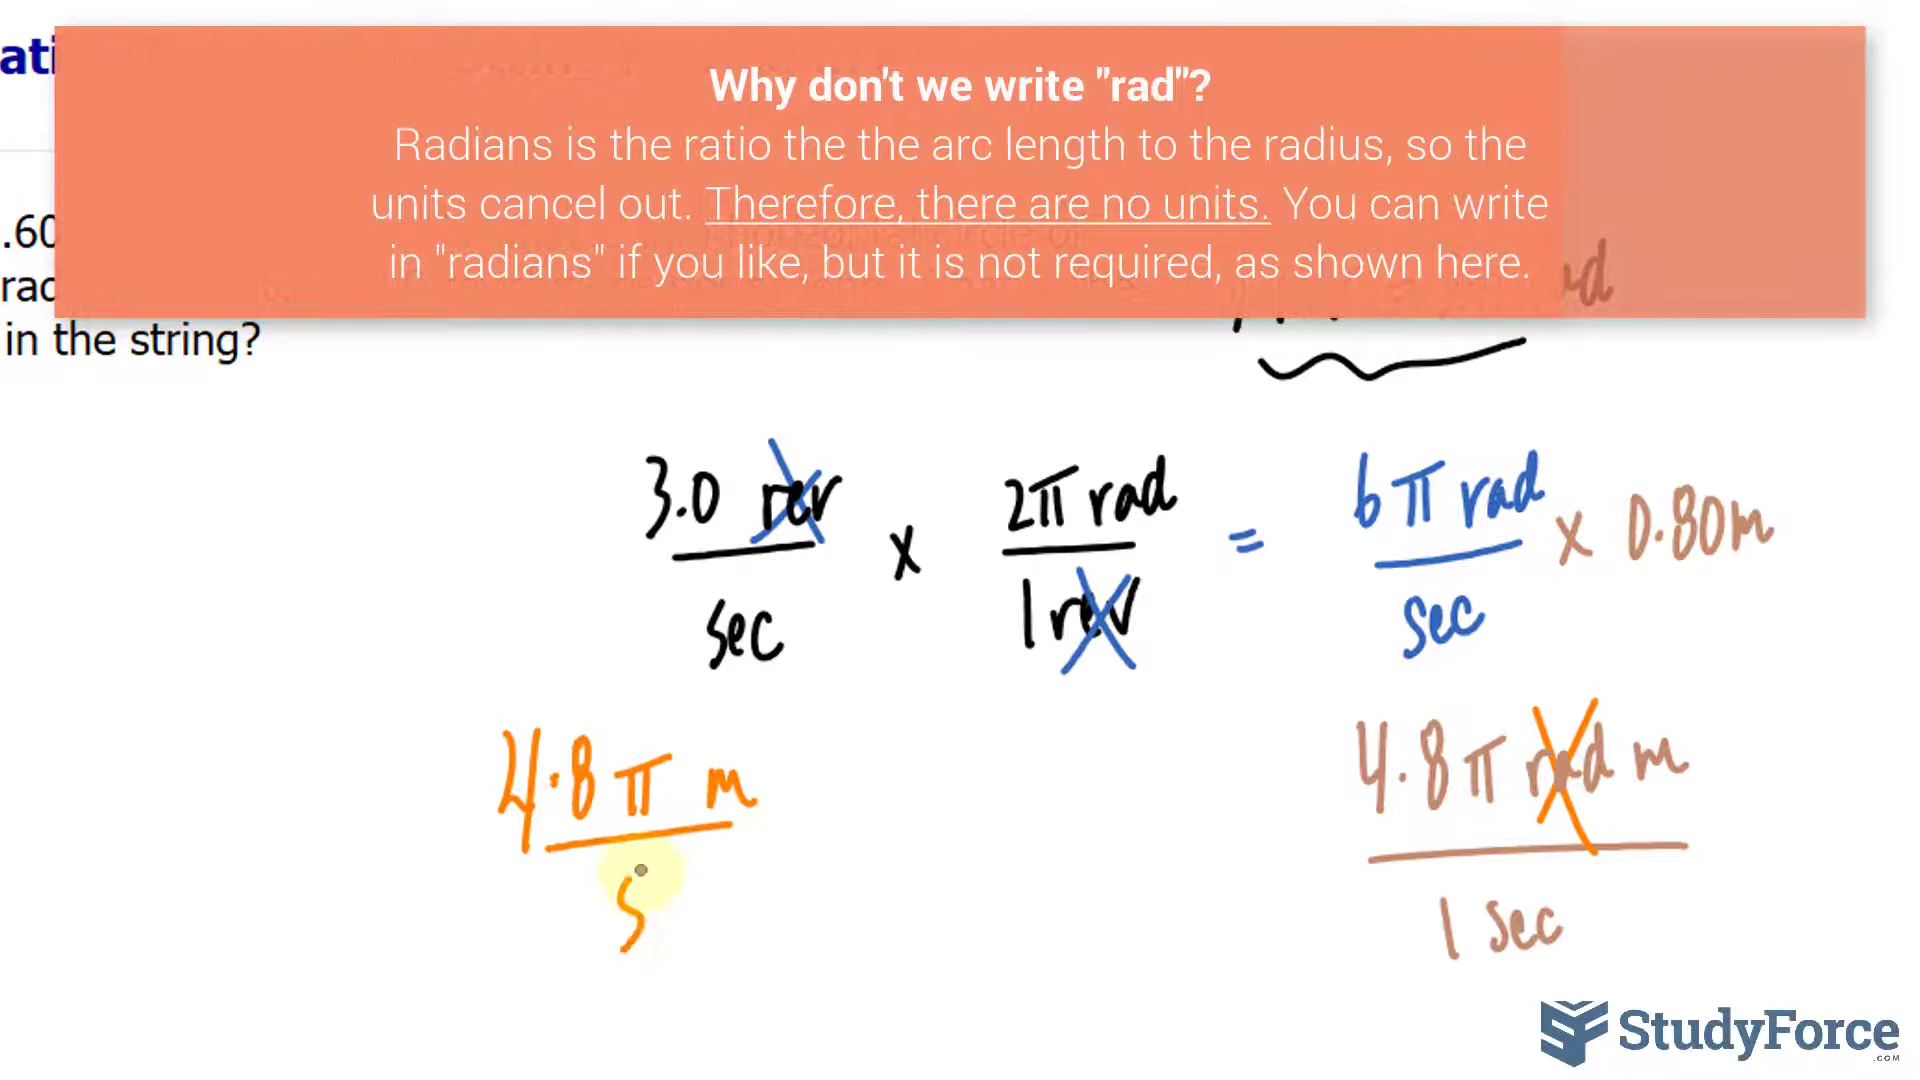 ati
Why don't we write "rad"?
Radians is the ratio the the arc length to the radius, so the
units cancel out. Therefore, there are no units. You can write
in "radians" if you like, but it is not required, as shown here.
.60
rad
in the string?
3.0 rev × 2π rad = 6π rad × 0.80m
sec 1 rev sec
4.8 π m 4.8 π rad m
s 1 sec
StudyForce
.COM